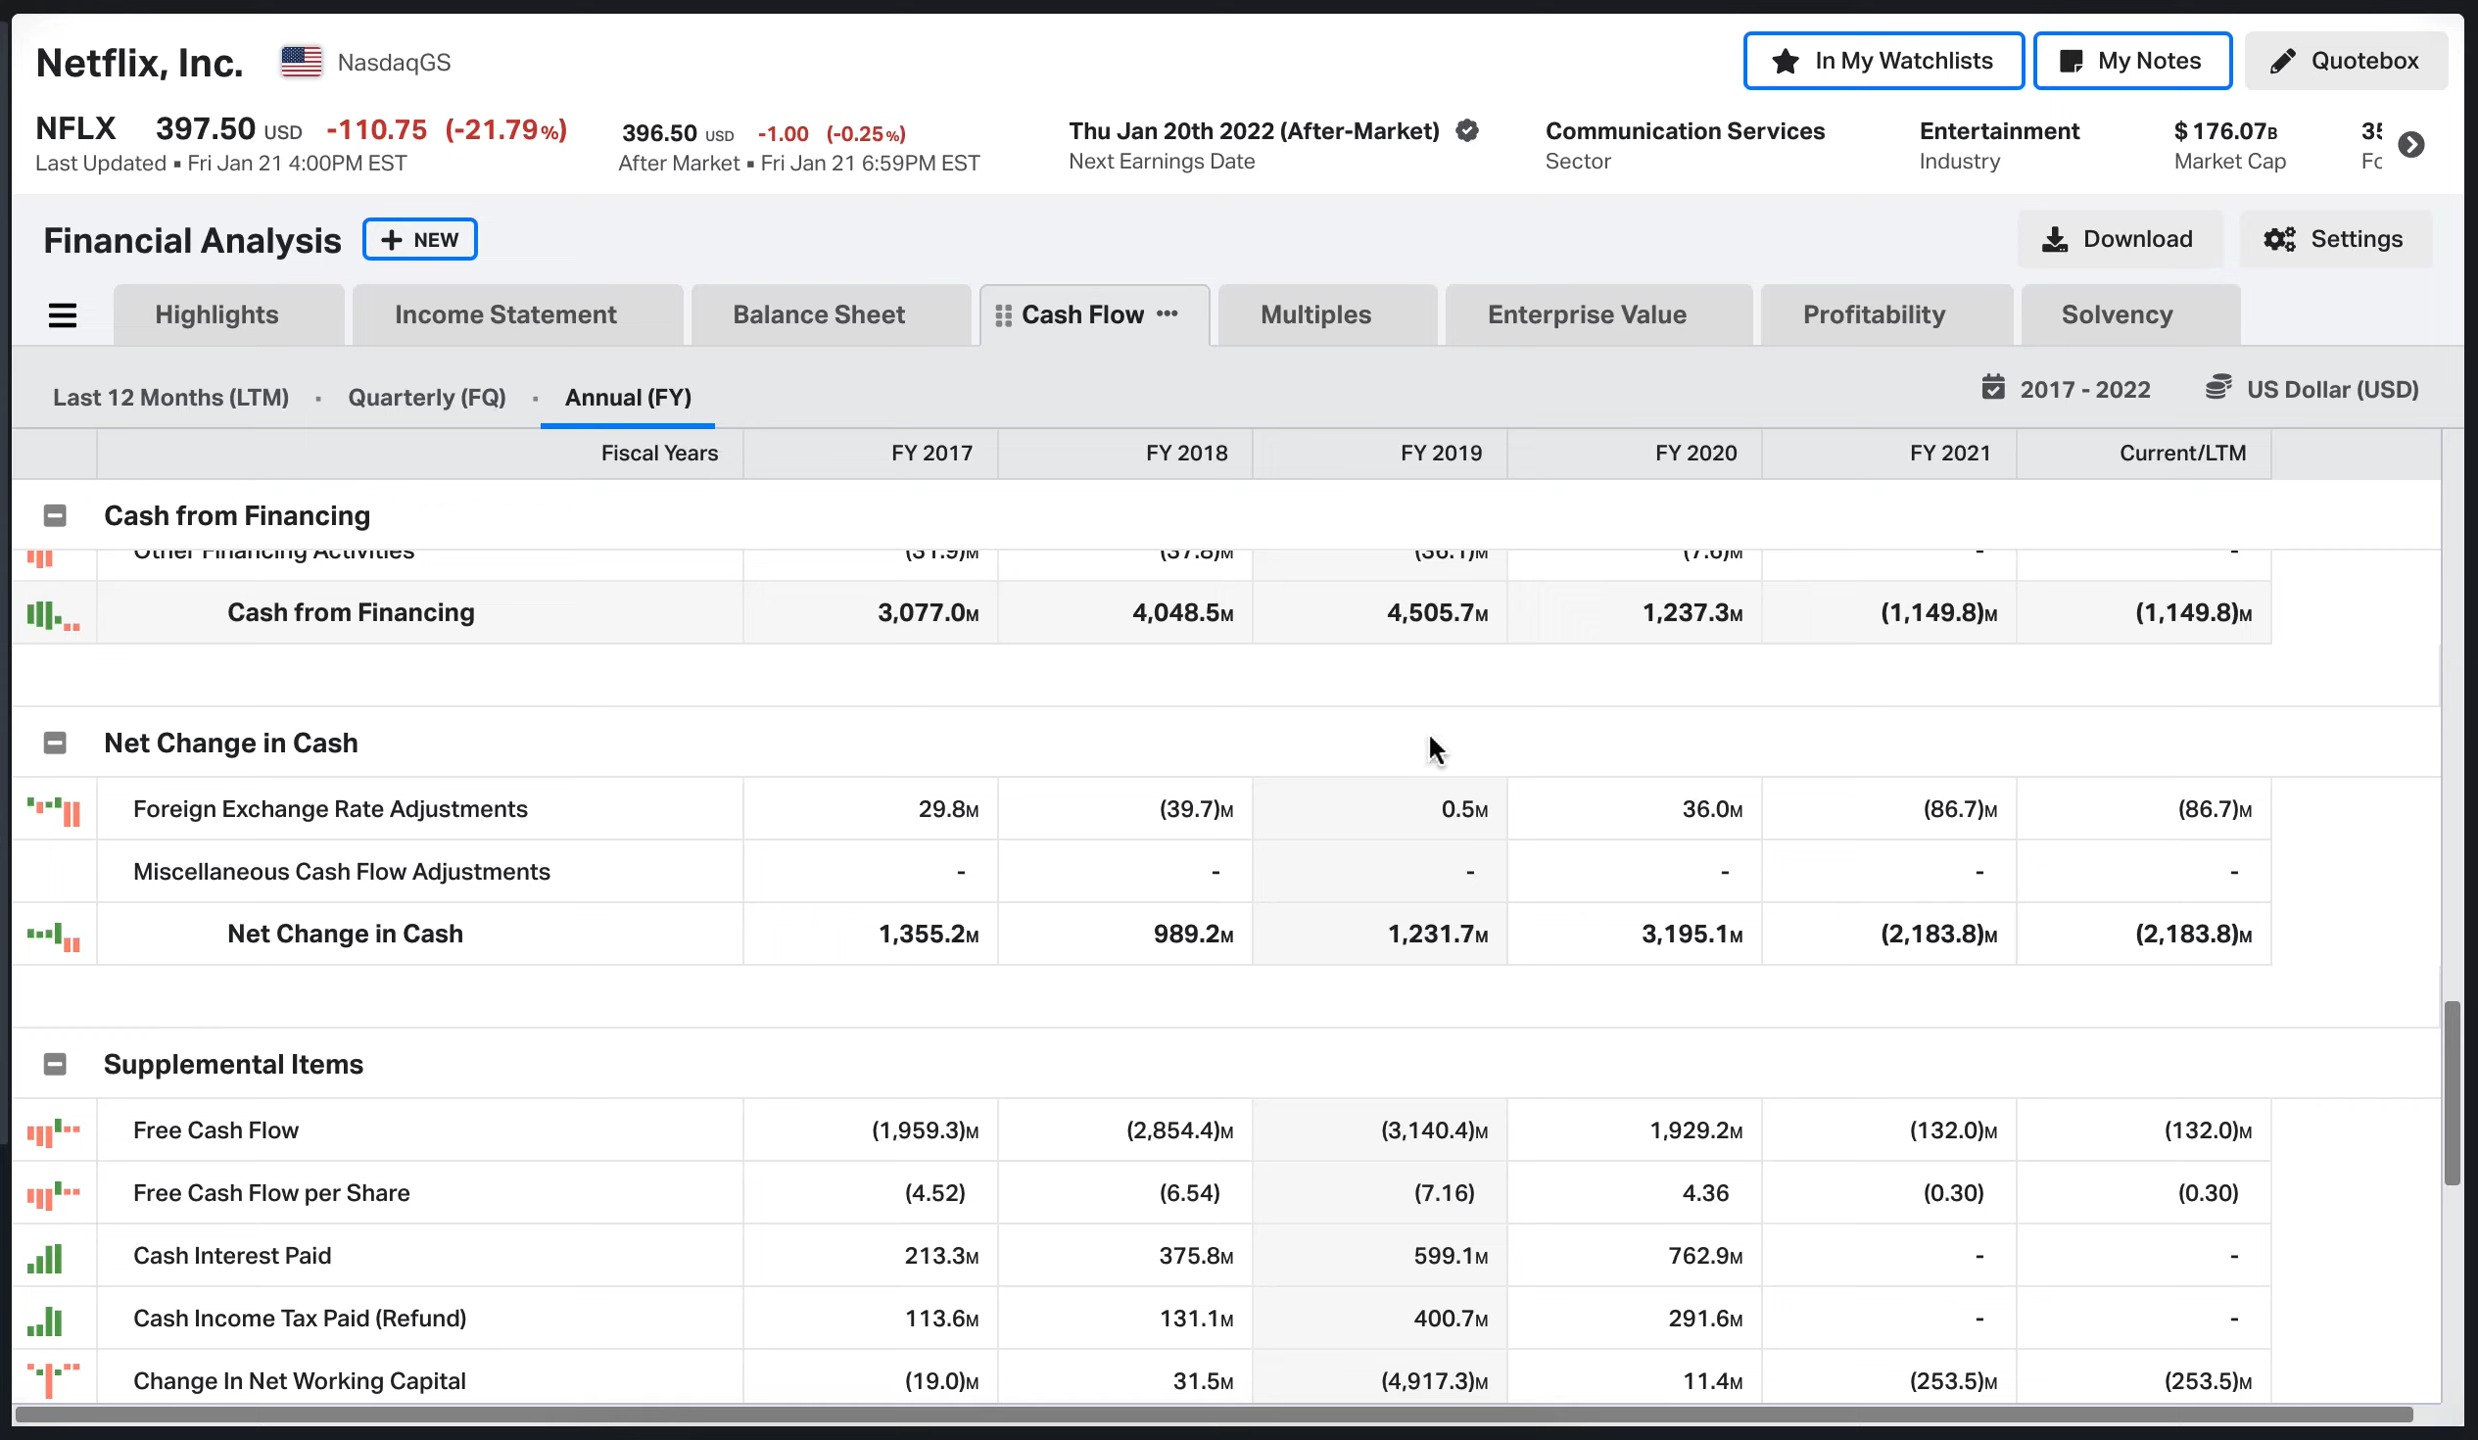 Netflix, Inc. NasdaqGS In My Watchlists My Notes Quotebox
NFLX 397.50 USD -110.75 (-21.79%) 396.50 USD -1.00 (-0.25%) Thu Jan 20th 2022 (After-Market) Communication Services Entertainment $ 176.07B
Last Updated ▪ Fri Jan 21 4:00PM EST After Market ▪ Fri Jan 21 6:59PM EST Next Earnings Date Sector Industry Market Cap
Financial Analysis + NEW Download Settings
Highlights Income Statement Balance Sheet Cash Flow ••• Multiples Enterprise Value Profitability Solvency
Last 12 Months (LTM) · Quarterly (FQ) · Annual (FY) 2017 - 2022 US Dollar (USD)
Fiscal Years FY 2017 FY 2018 FY 2019 FY 2020 FY 2021 Current/LTM
Cash from Financing
Other Financing Activities (31.9)M (37.8)M (36.1)M (7.6)M - -
Cash from Financing 3,077.0M 4,048.5M 4,505.7M 1,237.3M (1,149.8)M (1,149.8)M
Net Change in Cash
Foreign Exchange Rate Adjustments 29.8M (39.7)M 0.5M 36.0M (86.7)M (86.7)M
Miscellaneous Cash Flow Adjustments - - - - - -
Net Change in Cash 1,355.2M 989.2M 1,231.7M 3,195.1M (2,183.8)M (2,183.8)M
Supplemental Items
Free Cash Flow (1,959.3)M (2,854.4)M (3,140.4)M 1,929.2M (132.0)M (132.0)M
Free Cash Flow per Share (4.52) (6.54) (7.16) 4.36 (0.30) (0.30)
Cash Interest Paid 213.3M 375.8M 599.1M 762.9M - -
Cash Income Tax Paid (Refund) 113.6M 131.1M 400.7M 291.6M - -
Change In Net Working Capital (19.0)M 31.5M (4,917.3)M 11.4M (253.5)M (253.5)M